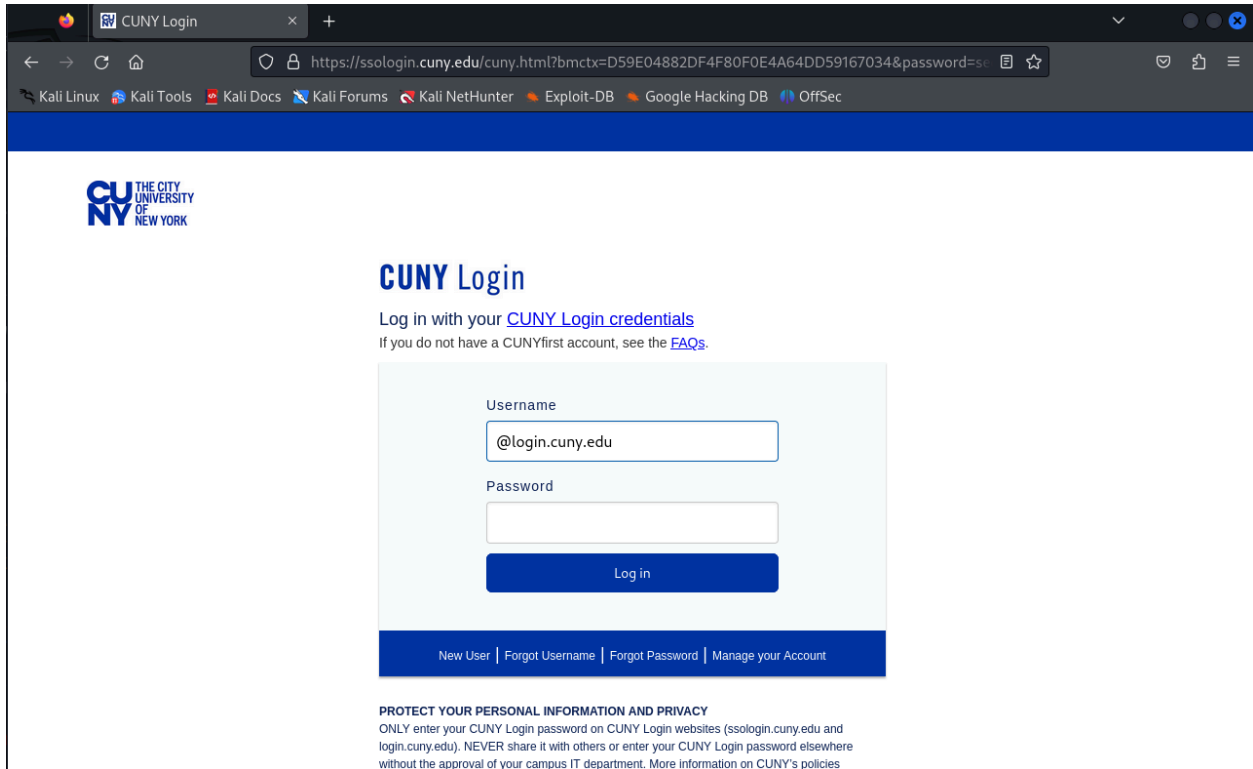 CUNY Login
https://ssologin.cuny.edu/cuny.html?bmctx=D59E04882DF4F80F0E4A64DD59167034&password=se
Kali Linux Kali Tools Kali Docs Kali Forums Kali NetHunter Exploit-DB Google Hacking DB OffSec
CUNY THE CITY
UNIVERSITY
OF
NEW YORK
CUNY Login
Log in with your CUNY Login credentials
If you do not have a CUNYfirst account, see the FAQs.
Username
@login.cuny.edu
Password
Log in
New User | Forgot Username | Forgot Password | Manage your Account
PROTECT YOUR PERSONAL INFORMATION AND PRIVACY
ONLY enter your CUNY Login password on CUNY Login websites (ssologin.cuny.edu and
login.cuny.edu). NEVER share it with others or enter your CUNY Login password elsewhere
without the approval of your campus IT department. More information on CUNY's policies